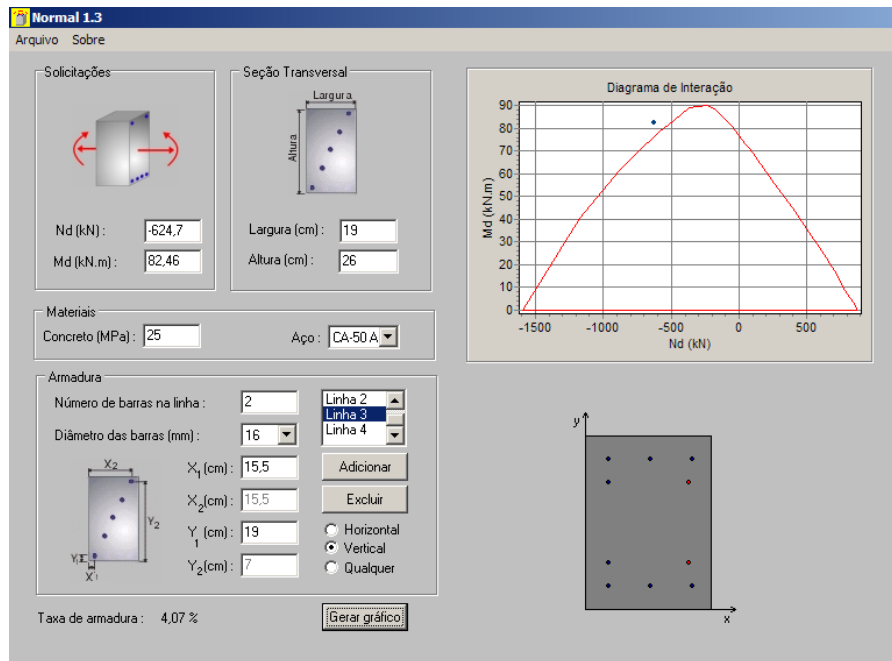 Normal 1.3
Arquivo Sobre
Solicitações
Nd (kN) : -624,7
Md (kN.m) : 82,46
Seção Transversal
Largura
Altura
Largura (cm) : 19
Altura (cm) : 26
Materiais
Concreto (MPa) : 25
Aço : CA-50 A
Armadura
Número de barras na linha : 2
Diâmetro das barras (mm) : 16
Linha 2
Linha 3
Linha 4
X2
Y2
Y1
X1
X1 (cm) : 15,5
X2(cm) : 15,5
Y1 (cm) : 19
Y2(cm) : 7
Adicionar
Excluir
Horizontal
Vertical
Qualquer
Taxa de armadura : 4,07 %
Gerar gráfico
Diagrama de Interação
Md (kN.m)
90
80
70
60
50
40
30
20
10
0
-1500 -1000 -500 0 500
Nd (kN)
y
x